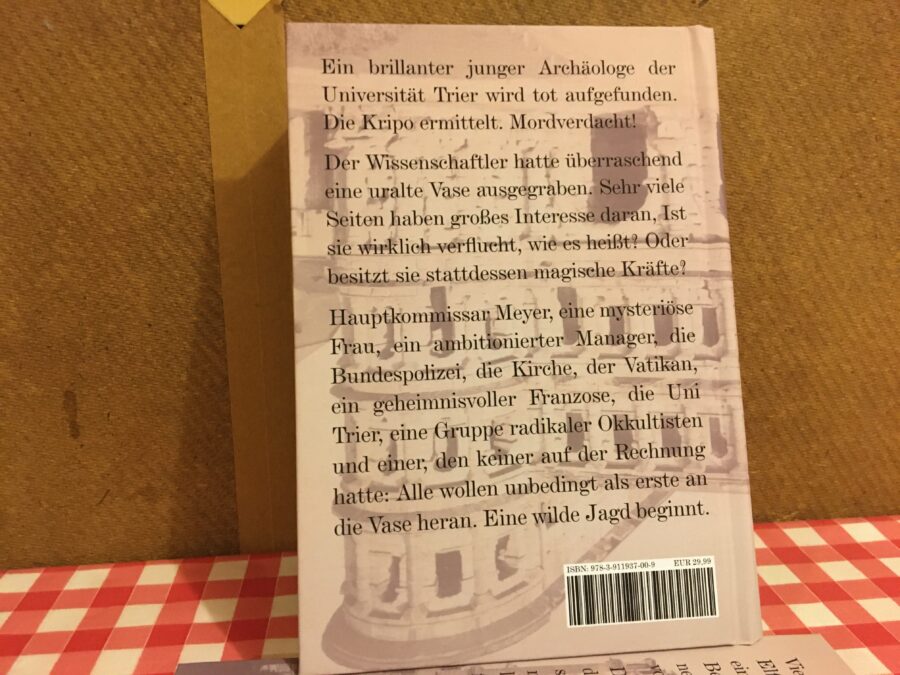 Ein brillanter junger Archäologe der
Universität Trier wird tot aufgefunden.
Die Kripo ermittelt. Mordverdacht!
Der Wissenschaftler hatte überraschend
eine uralte Vase ausgegraben. Sehr viele
Seiten haben großes Interesse daran, Ist
sie wirklich verflucht, wie es heißt? Oder
besitzt sie stattdessen magische Kräfte?
Hauptkommissar Meyer, eine mysteriöse
Frau, ein ambitionierter Manager, die
Bundespolizei, die Kirche, der Vatikan,
ein geheimnisvoller Franzose, die Uni
Trier, eine Gruppe radikaler Okkultisten
und einer, den keiner auf der Rechnung
hatte: Alle wollen unbedingt als erste an
die Vase heran. Eine wilde Jagd beginnt.
ISBN: 978-3-911937-00-9 EUR 29,99